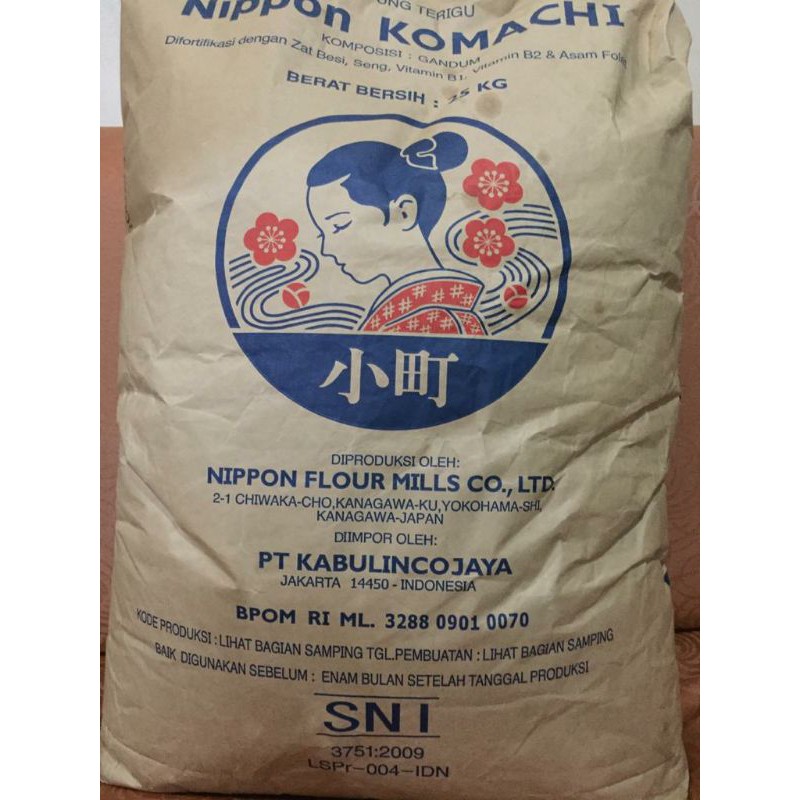 UNG TERIGU
Nippon KOMACHI
KOMPOSISI : GANDUM
Difortifikasi dengan Zat Besi, Seng, Vitamin B1, Vitamin B2 & Asam Folat
BERAT BERSIH : 25 KG
小町
DIPRODUKSI OLEH:
NIPPON FLOUR MILLS CO., LTD.
2-1 CHIWAKA-CHO,KANAGAWA-KU,YOKOHAMA-SHI,
KANAGAWA-JAPAN
DIIMPOR OLEH:
PT KABULINCOJAYA
JAKARTA 14450 - INDONESIA
BPOM RI ML. 3288 0901 0070
KODE PRODUKSI : LIHAT BAGIAN SAMPING TGL.PEMBUATAN : LIHAT BAGIAN SAMPING
BAIK DIGUNAKAN SEBELUM : ENAM BULAN SETELAH TANGGAL PRODUKSI
SNI
3751:2009
LSPr-004-IDN